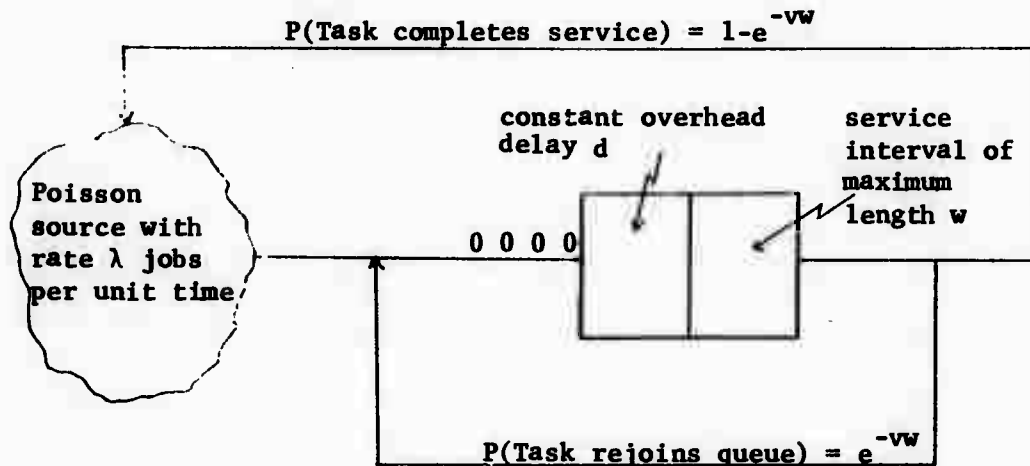 P(Task completes service) = 1-e^-vw
constant overhead
delay d
service
interval of
maximum
length w
Poisson
source with
rate λ jobs
per unit time
0 0 0 0
P(Task rejoins queue) = e^-vw